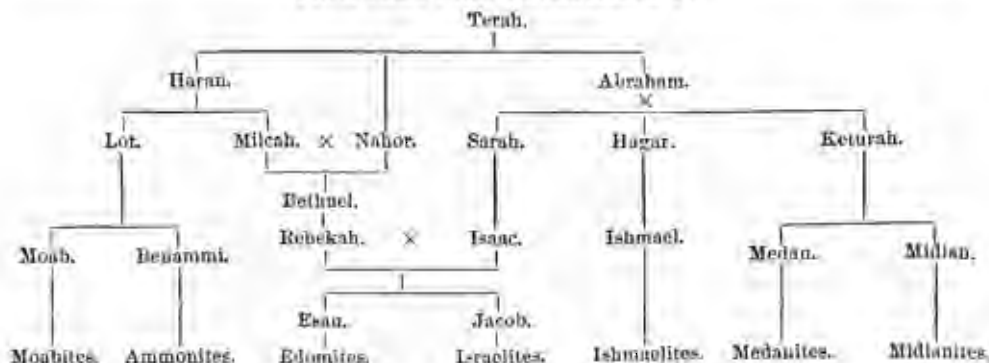 Terah.
Haran. Abraham.
×
Lot. Milcah. × Nahor. Sarah. Hagar. Keturah.
Bethuel.
Rebekah. × Isaac. Ishmael. Medan. Midian.
Moab. Benammi.
Esau. Jacob.
Moabites. Ammonites. Edomites. Israelites. Ishmaelites. Medanites. Midianites